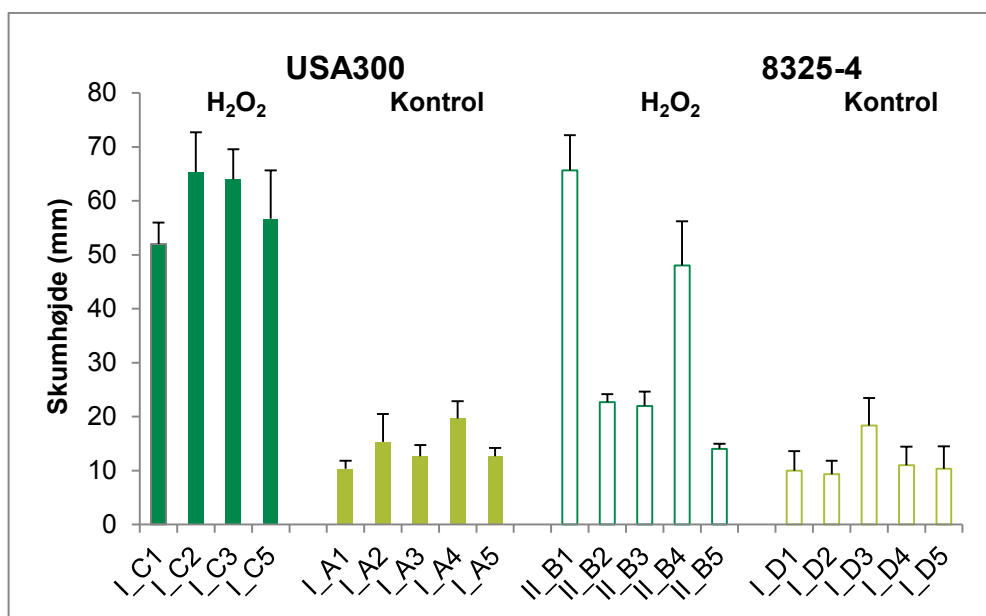 USA300 8325-4
H₂O₂ Kontrol H₂O₂ Kontrol
Skumhøjde (mm)
80
70
60
50
40
30
20
10
0
I_C1 I_C2 I_C3 I_C5 I_A1 I_A2 I_A3 I_A4 I_A5 II_B1 II_B2 II_B3 II_B4 II_B5 I_D1 I_D2 I_D3 I_D4 I_D5